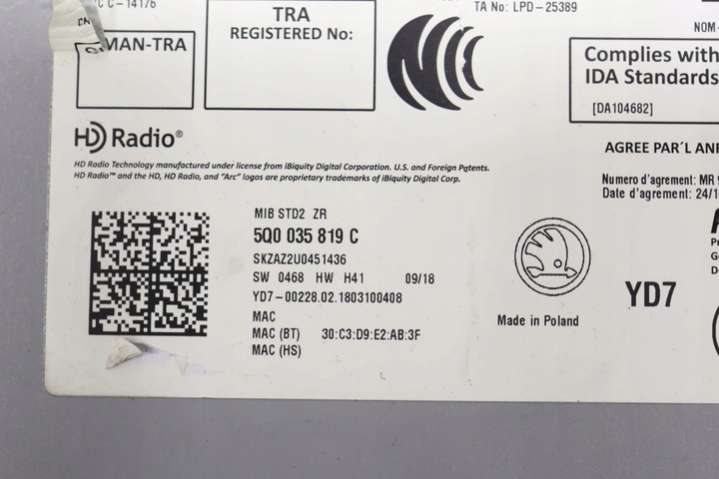 C C-14176
TA No: LPD-25389
TRA
REGISTERED No:
MAN-TRA
NOM
Complies with
IDA Standards
[DA104682]
HD Radio®
AGREE PAR´L ANR
HD Radio Technology manufactured under license from iBiquity Digital Corporation. U.S. and Foreign Patents.
HD Radio™ and the HD, HD Radio, and "Arc" logos are proprietary trademarks of iBiquity Digital Corp.
Numero d'agrement: MR
Date d'agrement: 24/1
MIB STD2 ZR
5Q0 035 819 C
SKZAZ2U0451436
SW 0468 HW H41 09/18
YD7-00228.02.1803100408
MAC
MAC (BT) 30:C3:D9:E2:AB:3F
MAC (HS)
Made in Poland
YD7